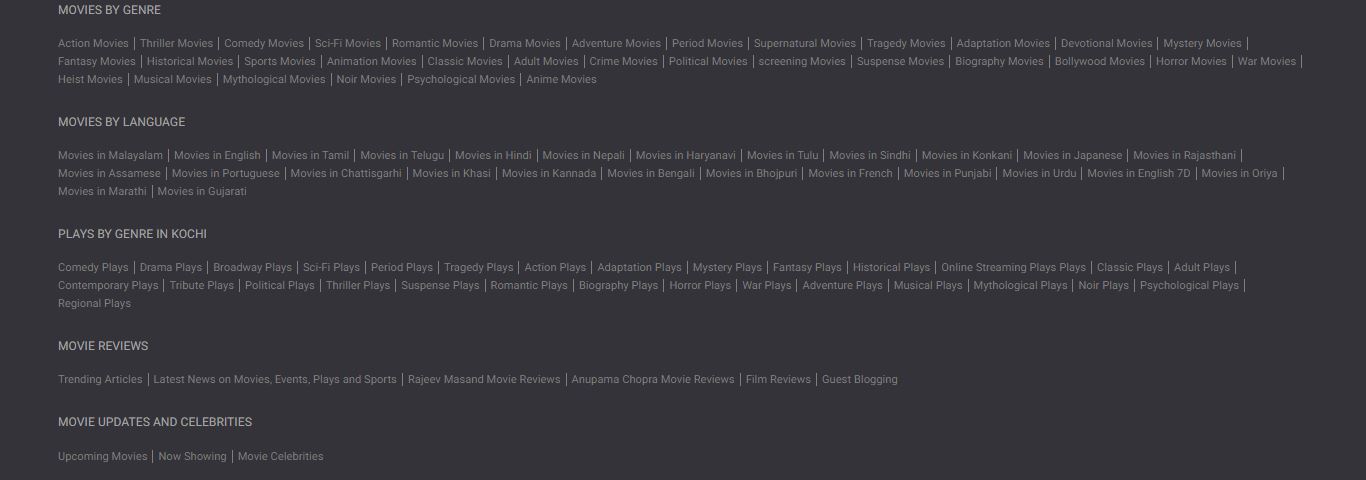 MOVIES BY GENRE
Action Movies | Thriller Movies | Comedy Movies | Sci-Fi Movies | Romantic Movies | Drama Movies | Adventure Movies | Period Movies | Supernatural Movies | Tragedy Movies | Adaptation Movies | Devotional Movies | Mystery Movies |
Fantasy Movies | Historical Movies | Sports Movies | Animation Movies | Classic Movies | Adult Movies | Crime Movies | Political Movies | screening Movies | Suspense Movies | Biography Movies | Bollywood Movies | Horror Movies | War Movies |
Heist Movies | Musical Movies | Mythological Movies | Noir Movies | Psychological Movies | Anime Movies
MOVIES BY LANGUAGE
Movies in Malayalam | Movies in English | Movies in Tamil | Movies in Telugu | Movies in Hindi | Movies in Nepali | Movies in Haryanavi | Movies in Tulu | Movies in Sindhi | Movies in Konkani | Movies in Japanese | Movies in Rajasthani |
Movies in Assamese | Movies in Portuguese | Movies in Chattisgarhi | Movies in Khasi | Movies in Kannada | Movies in Bengali | Movies in Bhojpuri | Movies in French | Movies in Punjabi | Movies in Urdu | Movies in English 7D | Movies in Oriya |
Movies in Marathi | Movies in Gujarati
PLAYS BY GENRE IN KOCHI
Comedy Plays | Drama Plays | Broadway Plays | Sci-Fi Plays | Period Plays | Tragedy Plays | Action Plays | Adaptation Plays | Mystery Plays | Fantasy Plays | Historical Plays | Online Streaming Plays Plays | Classic Plays | Adult Plays |
Contemporary Plays | Tribute Plays | Political Plays | Thriller Plays | Suspense Plays | Romantic Plays | Biography Plays | Horror Plays | War Plays | Adventure Plays | Musical Plays | Mythological Plays | Noir Plays | Psychological Plays |
Regional Plays
MOVIE REVIEWS
Trending Articles | Latest News on Movies, Events, Plays and Sports | Rajeev Masand Movie Reviews | Anupama Chopra Movie Reviews | Film Reviews | Guest Blogging
MOVIE UPDATES AND CELEBRITIES
Upcoming Movies | Now Showing | Movie Celebrities